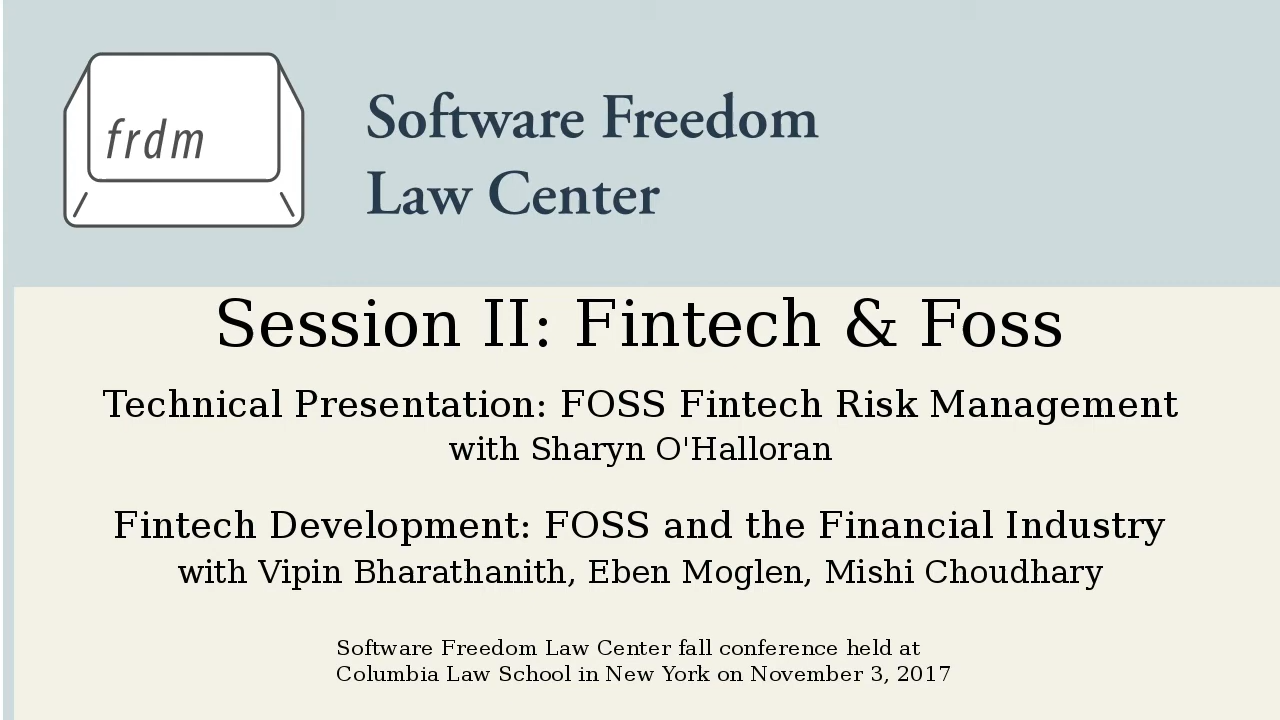 frdm
Software Freedom
Law Center
Session II: Fintech & Foss
Technical Presentation: FOSS Fintech Risk Management
with Sharyn O'Halloran
Fintech Development: FOSS and the Financial Industry
with Vipin Bharathanith, Eben Moglen, Mishi Choudhary
Software Freedom Law Center fall conference held at
Columbia Law School in New York on November 3, 2017